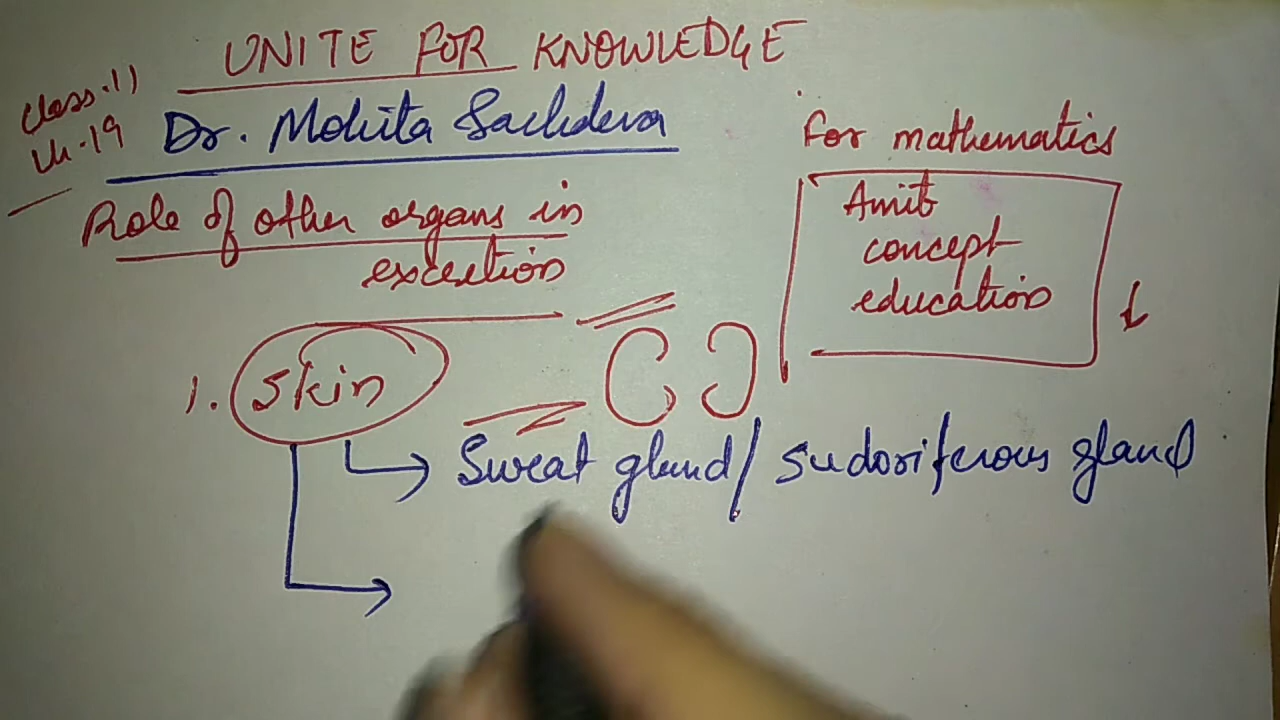 UNITE FOR KNOWLEDGE
Class.11
Ch.19
Dr. Mohita Sachdeva
For mathematics
Amit
concept
education
Role of other organs in
excretion
1. Skin
Sweat gland / sudoriferous gland